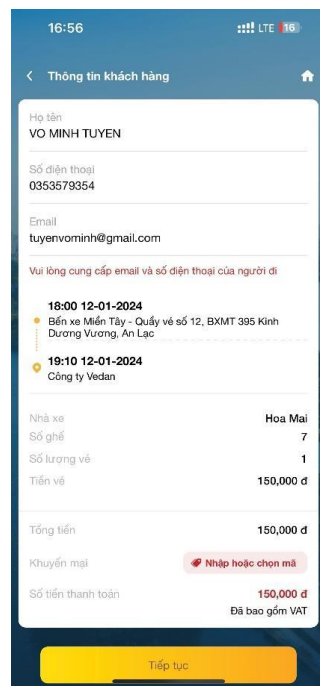 16:56
LTE 16
Thông tin khách hàng
Họ tên
VO MINH TUYEN
Số điện thoại
0353579354
Email
tuyenvominh@gmail.com
Vui lòng cung cấp email và số điện thoại của người đi
18:00 12-01-2024
Bến xe Miền Tây - Quầy vé số 12, BXMT 395 Kinh
Dương Vương, An Lạc
19:10 12-01-2024
Công ty Vedan
Nhà xe Hoa Mai
Số ghế 7
Số lượng vé 1
Tiền vé 150,000 đ
Tổng tiền 150,000 đ
Khuyến mại Nhập hoặc chọn mã
Số tiền thanh toán 150,000 đ
Đã bao gồm VAT
Tiếp tục